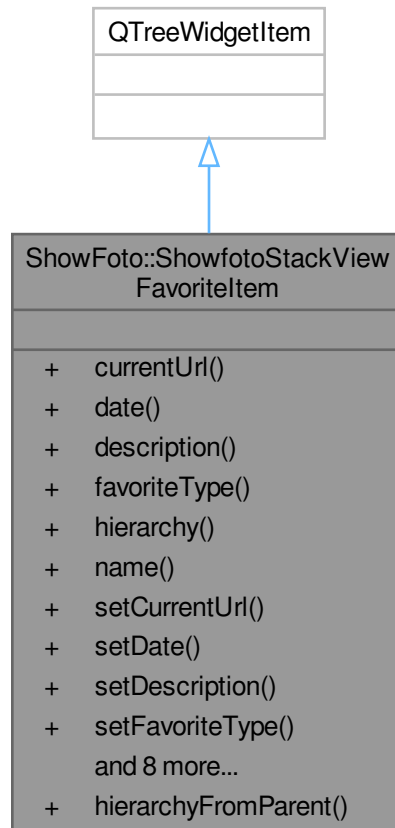 QTreeWidgetItem
ShowFoto::ShowfotoStackView
FavoriteItem
+ currentUrl()
+ date()
+ description()
+ favoriteType()
+ hierarchy()
+ name()
+ setCurrentUrl()
+ setDate()
+ setDescription()
+ setFavoriteType()
and 8 more...
+ hierarchyFromParent()